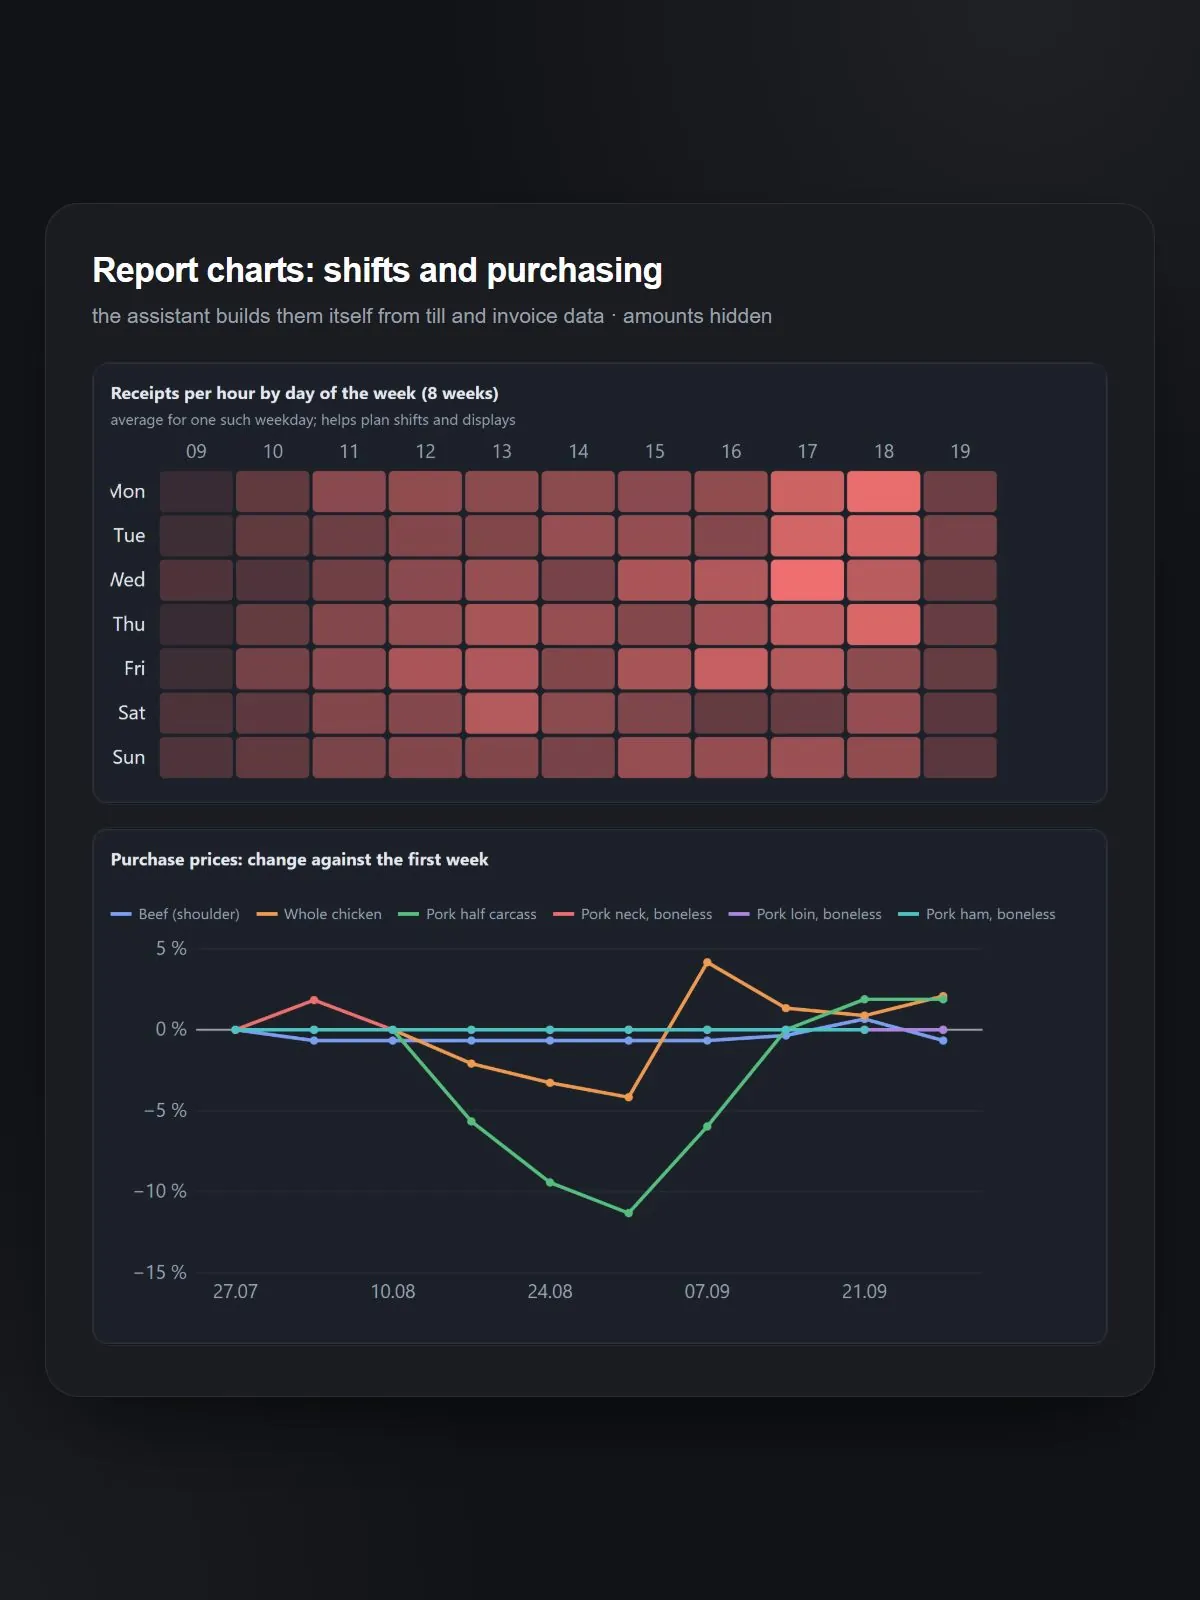 Report charts: shifts and purchasing
the assistant builds them itself from till and invoice data · amounts hidden
Receipts per hour by day of the week (8 weeks)
average for one such weekday; helps plan shifts and displays
09 10 11 12 13 14 15 16 17 18 19
Mon
Tue
Wed
Thu
Fri
Sat
Sun
Purchase prices: change against the first week
Beef (shoulder) Whole chicken Pork half carcass Pork neck, boneless Pork loin, boneless Pork ham, boneless
5 %
0 %
−5 %
−10 %
−15 %
27.07 10.08 24.08 07.09 21.09